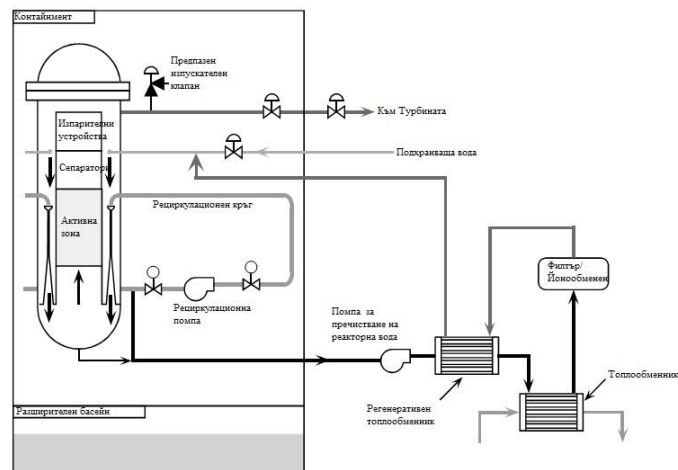 Контайнмент
Предпазен
изпускателен
клапан
Към Турбината
Изпарителни
устройства
Подхранваща вода
Сепаратори
Рециркулационен кръг
Активна
зона
Филтър/
Йонообменен
Рециркулационна
помпа
Помпа за
пречистване на
реакторна вода
Топлообменник
Регенеративен
топлообменник
Разширителен басейн